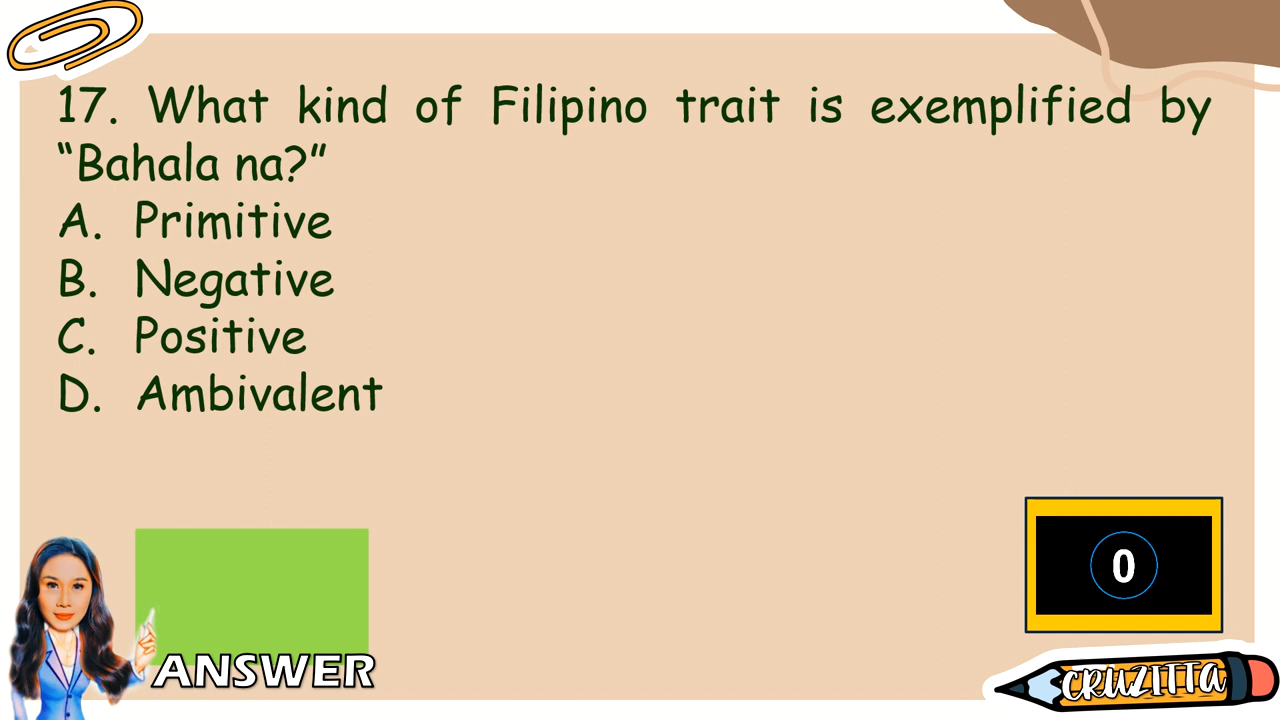 17. What kind of Filipino trait is exemplified by
“Bahala na?”
A. Primitive
B. Negative
C. Positive
D. Ambivalent
0
ANSWER
CRUZITTA